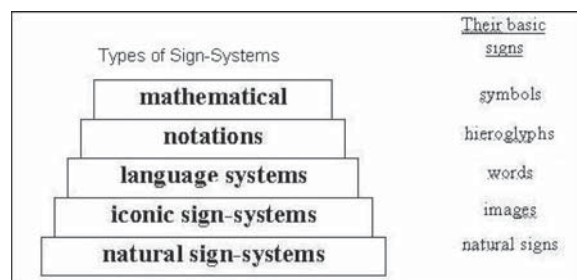 Their basic
signs
Types of Sign-Systems
mathematical symbols
notations hieroglyphs
language systems words
iconic sign-systems images
natural sign-systems natural signs